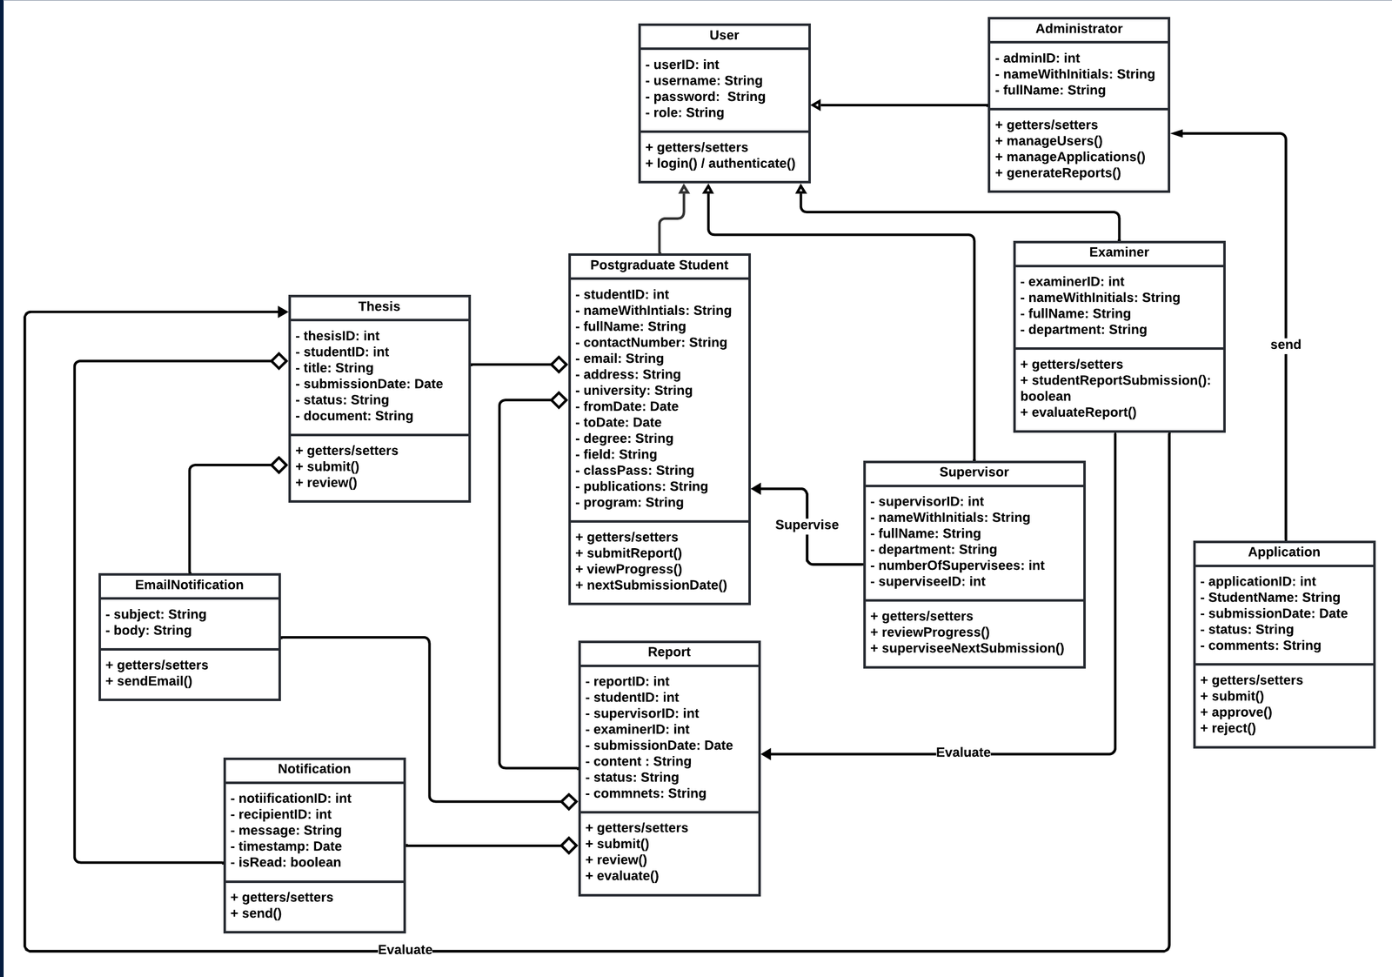 User
- userID: int
- username: String
- password:  String
- role: String
+ getters/setters
+ login() / authenticate()
Administrator
- adminID: int
- nameWithInitials: String
- fullName: String
+ getters/setters
+ manageUsers()
+ manageApplications()
+ generateReports()
Examiner
- examinerID: int
- nameWithInitials: String
- fullName: String
- department: String
+ getters/setters
+ studentReportSubmission():
boolean
+ evaluateReport()
send
Postgraduate Student
- studentID: int
- nameWithIntials: String
- fullName: String
- contactNumber: String
- email: String
- address: String
- university: String
- fromDate: Date
- toDate: Date
- degree: String
- field: String
- classPass: String
- publications: String
- program: String
+ getters/setters
+ submitReport()
+ viewProgress()
+ nextSubmissionDate()
Thesis
- thesisID: int
- studentID: int
- title: String
- submissionDate: Date
- status: String
- document: String
+ getters/setters
+ submit()
+ review()
Supervise
Supervisor
- supervisorID: int
- nameWithInitials: String
- fullName: String
- department: String
- numberOfSupervisees: int
- superviseeID: int
+ getters/setters
+ reviewProgress()
+ superviseeNextSubmission()
Application
- applicationID: int
- StudentName: String
- submissionDate: Date
- status: String
- comments: String
+ getters/setters
+ submit()
+ approve()
+ reject()
EmailNotification
- subject: String
- body: String
+ getters/setters
+ sendEmail()
Report
- reportID: int
- studentID: int
- supervisorID: int
- examinerID: int
- submissionDate: Date
- content : String
- status: String
- commnets: String
+ getters/setters
+ submit()
+ review()
+ evaluate()
Evaluate
Notification
- notiificationID: int
- recipientID: int
- message: String
- timestamp: Date
- isRead: boolean
+ getters/setters
+ send()
Evaluate